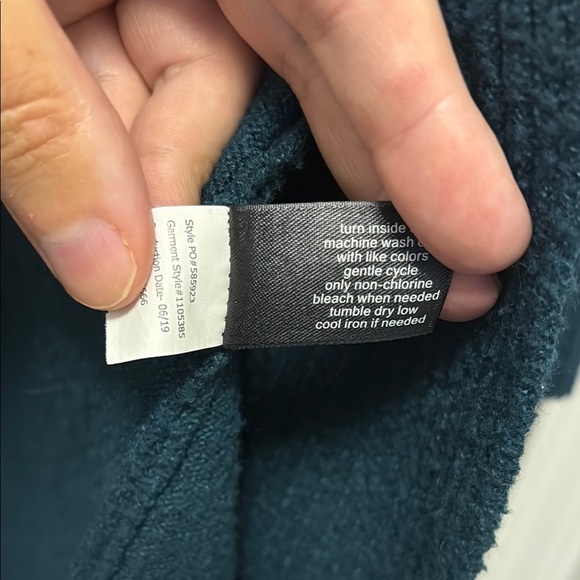 Style PO#585923
Garment Style#1105385
Date- 06/19
666
turn inside
machine wash
with like colors
gentle cycle
only non-chlorine
bleach when needed
tumble dry low
cool iron if needed